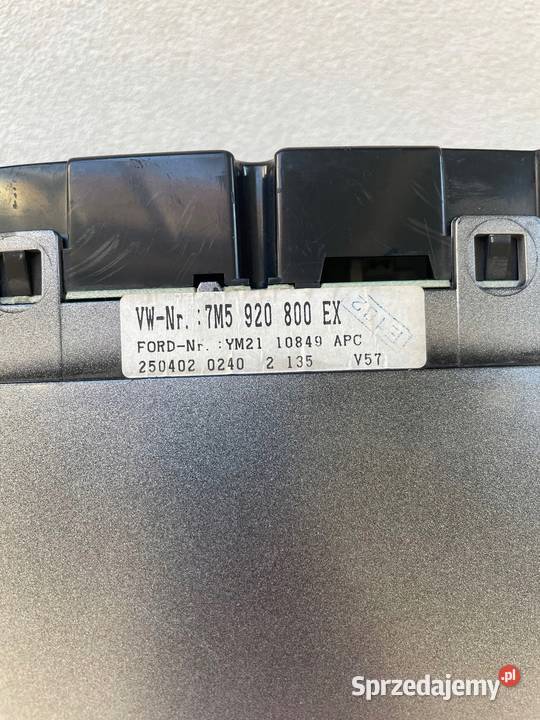 VW-Nr. :7M5 920 800 EX
FORD-Nr. :YM21 10849 APC
250402 0240 2 135 V57
Sprzedajemy.pl